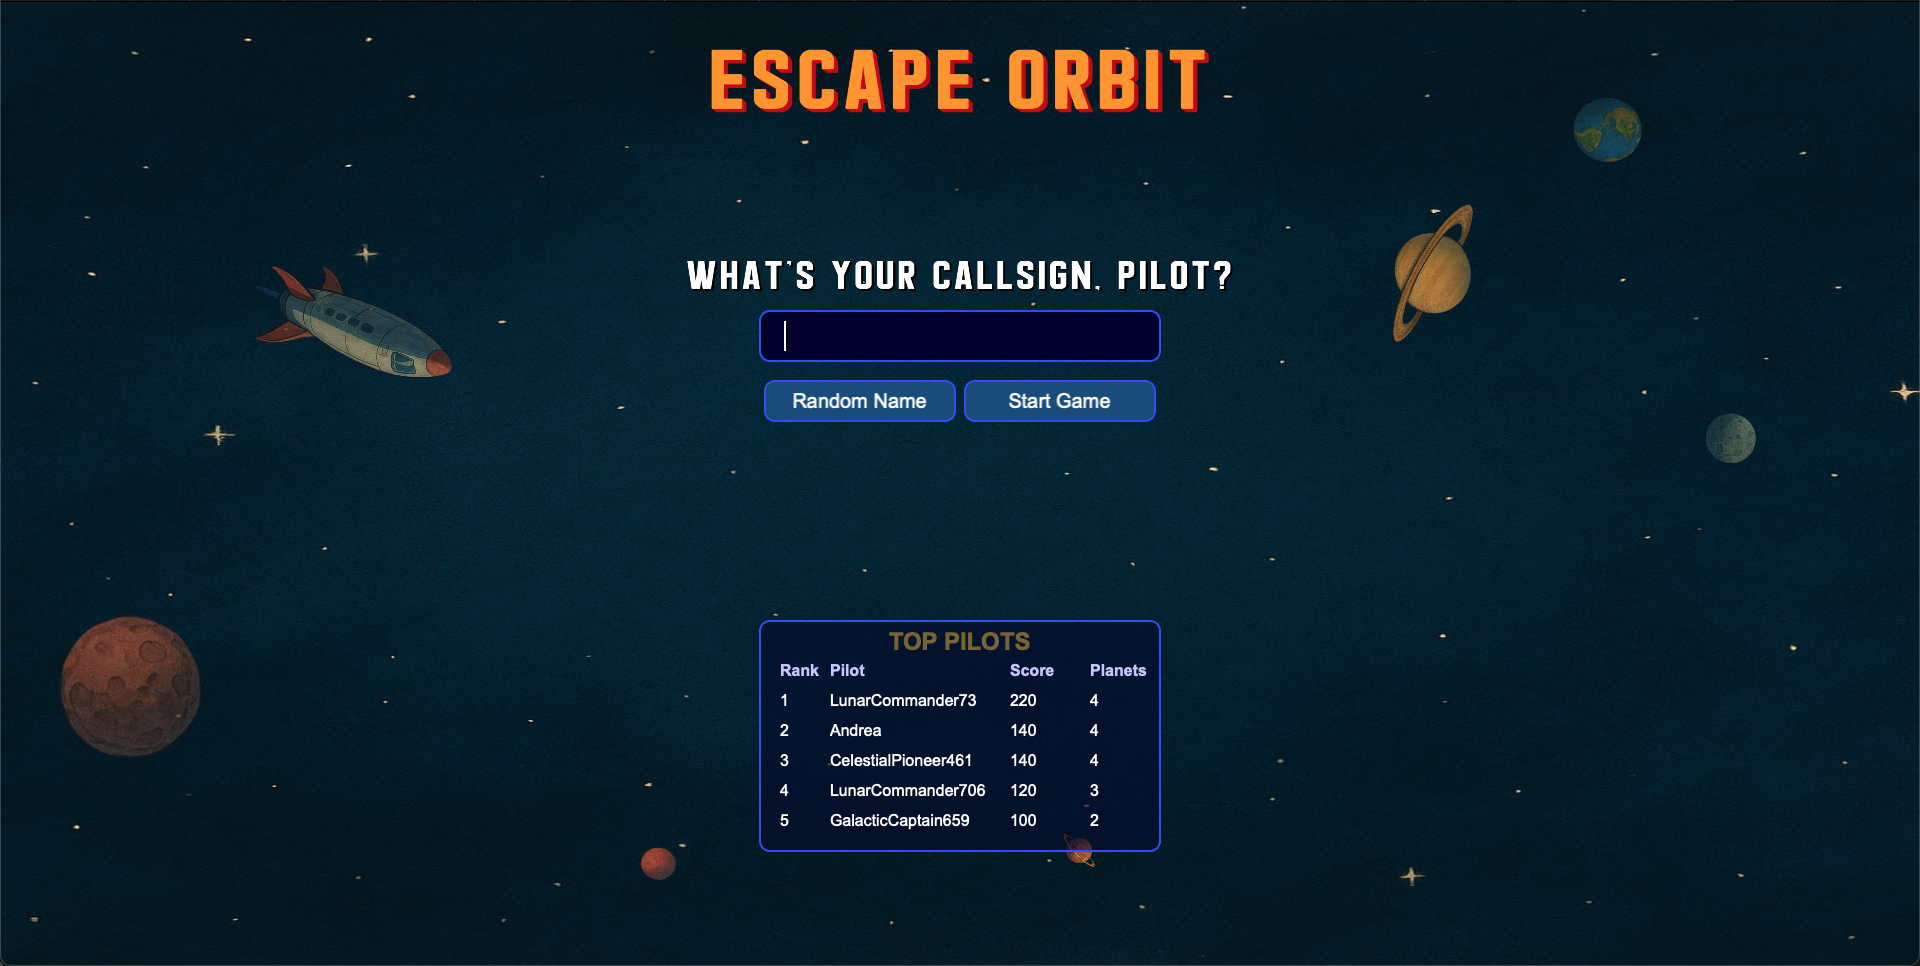 ESCAPE ORBIT
WHAT'S YOUR CALLSIGN, PILOT?
Random Name Start Game
TOP PILOTS
Rank Pilot Score Planets
1 LunarCommander73 220 4
2 Andrea 140 4
3 CelestialPioneer461 140 4
4 LunarCommander706 120 3
5 GalacticCaptain659 100 2